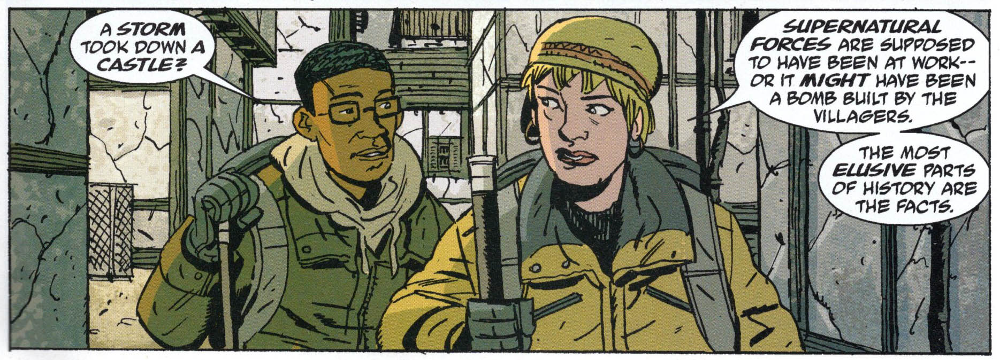 A STORM
TOOK DOWN A
CASTLE?
SUPERNATURAL
FORCES ARE SUPPOSED
TO HAVE BEEN AT WORK--
OR IT MIGHT HAVE BEEN
A BOMB BUILT BY THE
VILLAGERS.
THE MOST
ELUSIVE PARTS
OF HISTORY ARE
THE FACTS.